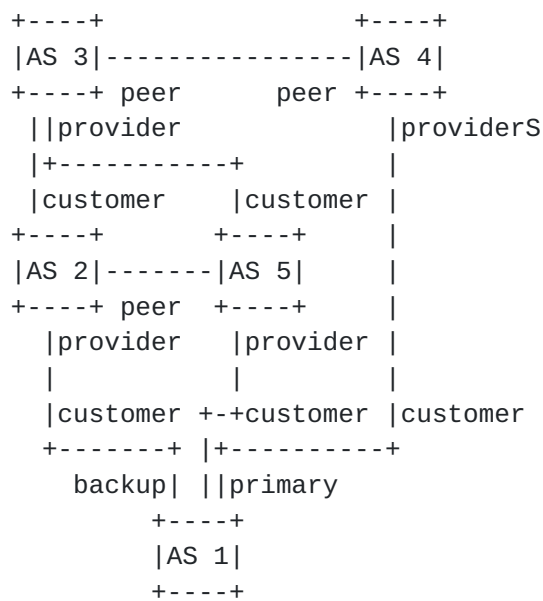 +----+                +----+
|AS 3|----------------|AS 4|
+----+ peer      peer +----+
 ||provider             |providerS
 |+-----------+         |
 |customer    |customer |
+----+       +----+     |
|AS 2|-------|AS 5|     |
+----+ peer  +----+     |
  |provider   |provider |
  |           |         |
  |customer +-+customer |customer
  +-------+ |+----------+
    backup| ||primary
         +----+
         |AS 1|
         +----+